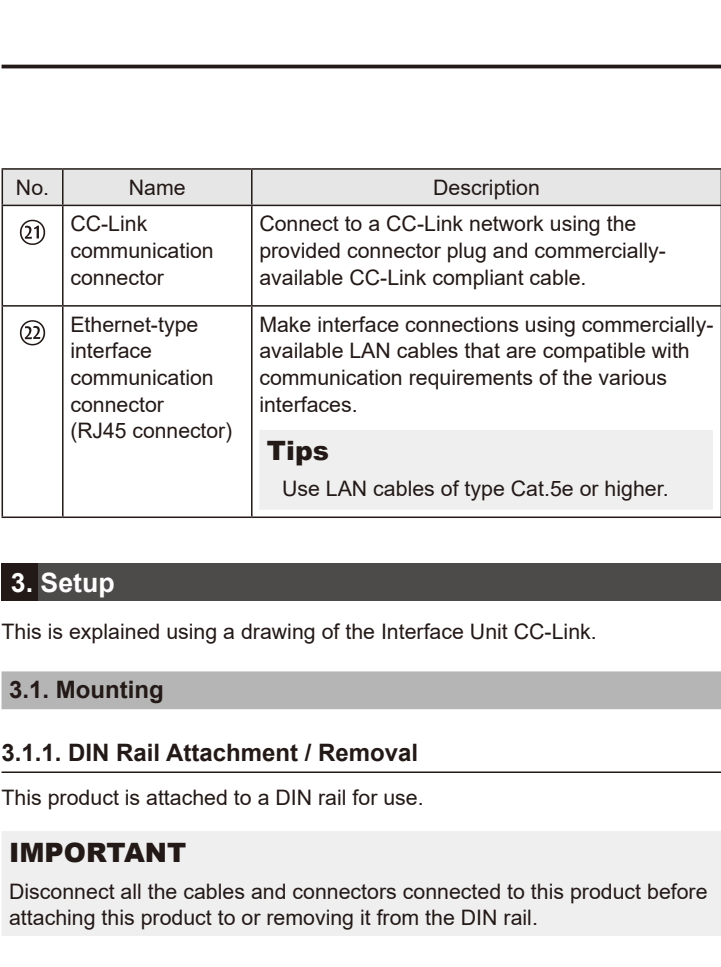 No. Name Description
㉑ CC-Link communication connector Connect to a CC-Link network using the
provided connector plug and commercially-
available CC-Link compliant cable.
㉒ Ethernet-type interface communication connector (RJ45 connector) Make interface connections using commercially-
available LAN cables that are compatible with
communication requirements of the various
interfaces.
Tips
Use LAN cables of type Cat.5e or higher.
3. Setup
This is explained using a drawing of the Interface Unit CC-Link.
3.1. Mounting
3.1.1. DIN Rail Attachment / Removal
This product is attached to a DIN rail for use.
IMPORTANT
Disconnect all the cables and connectors connected to this product before
attaching this product to or removing it from the DIN rail.